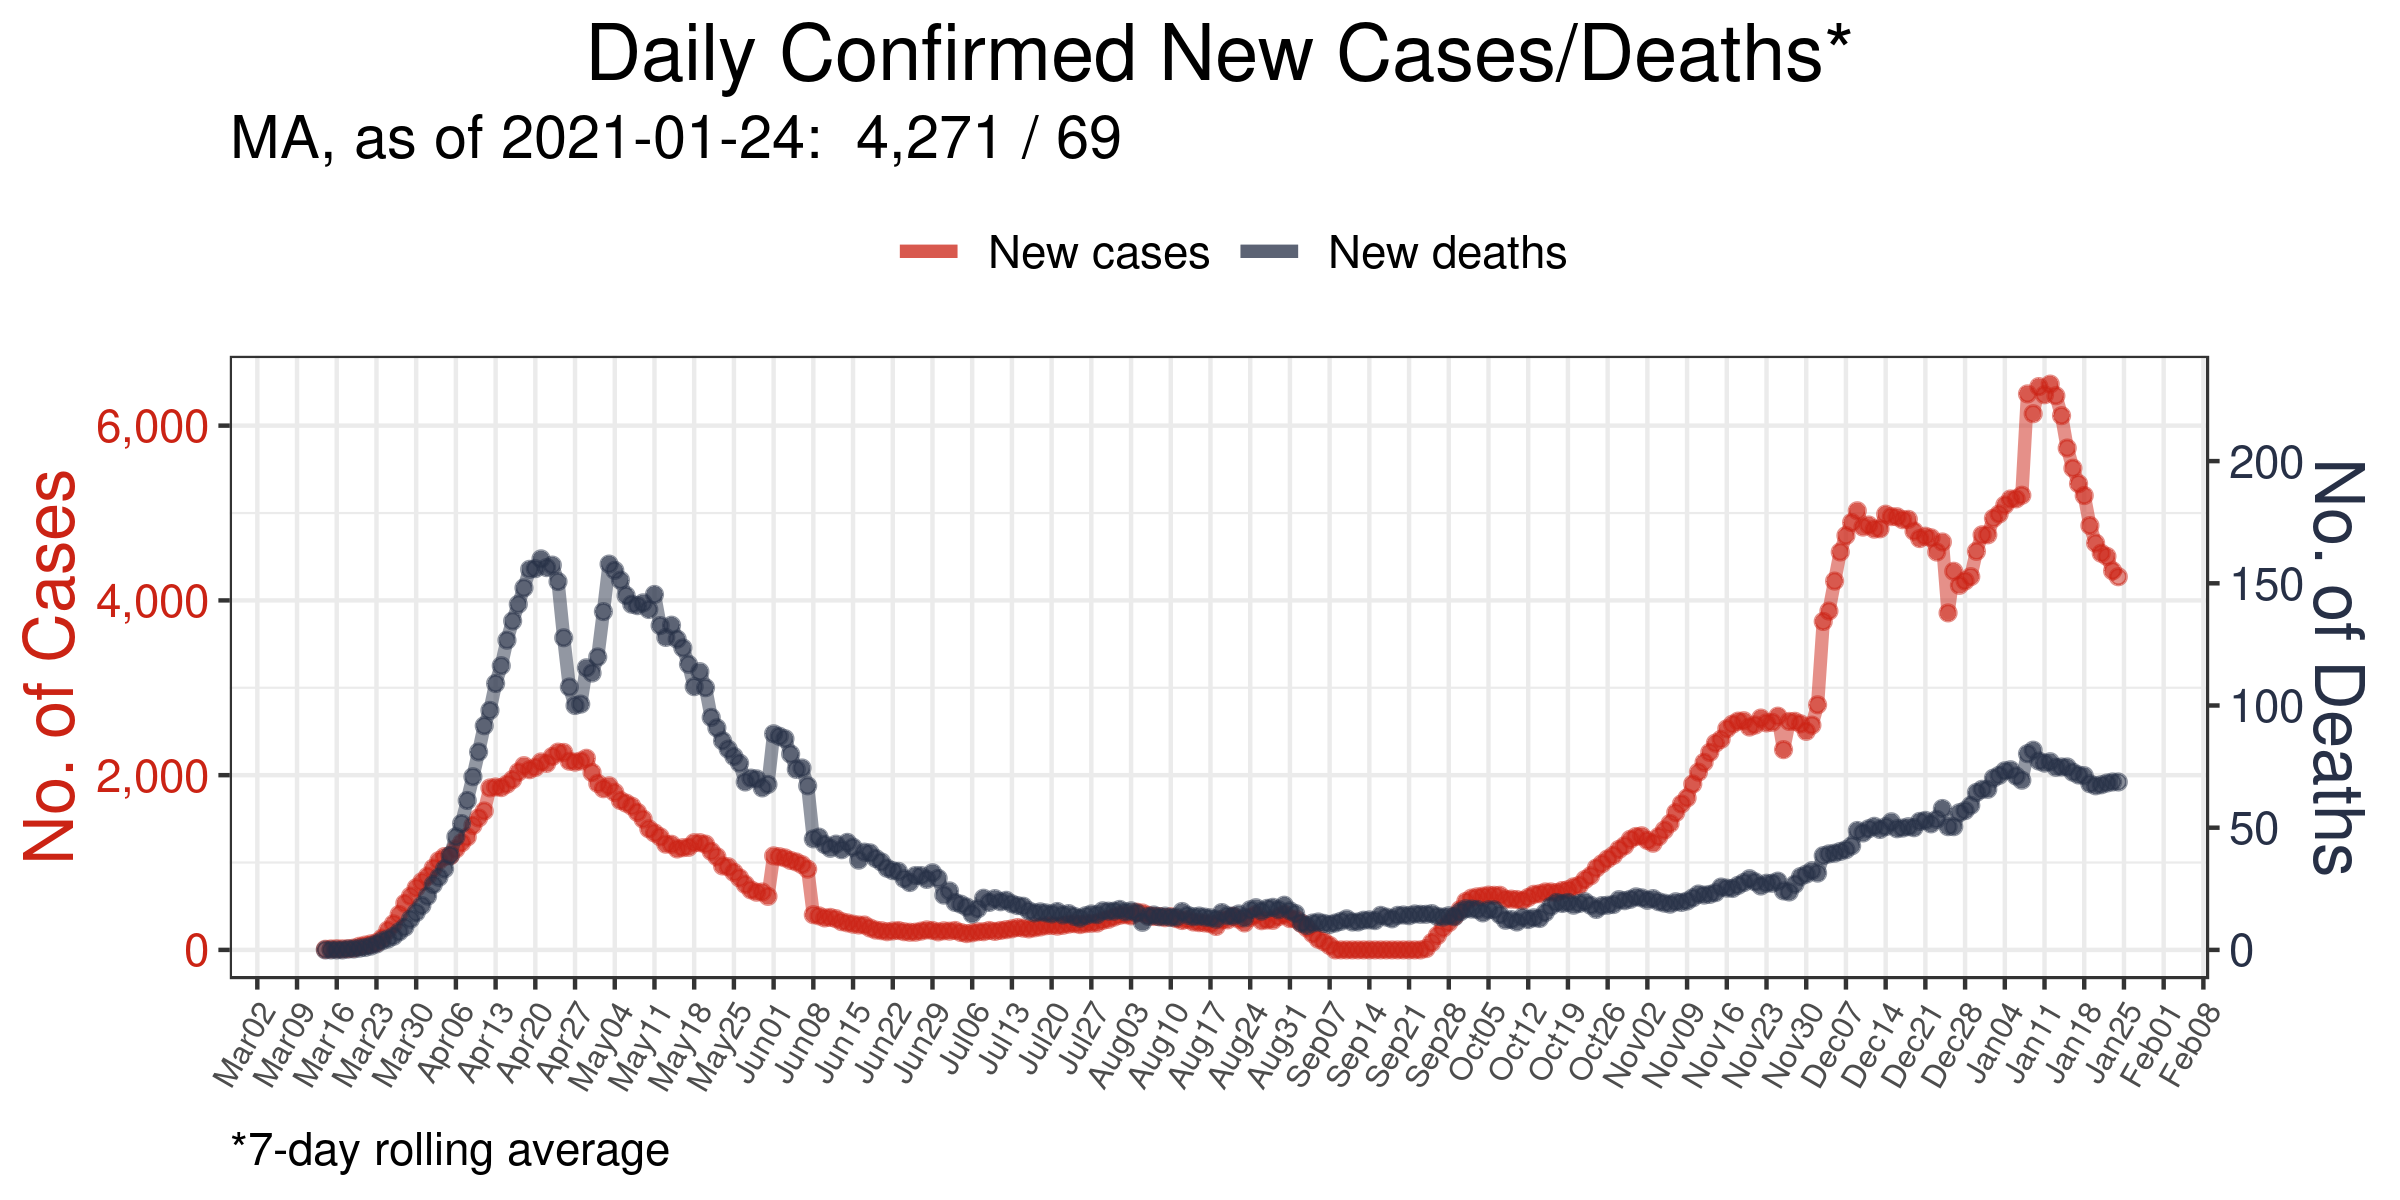 Daily Confirmed New Cases/Deaths*
MA, as of 2021-01-24:  4,271 / 69
New cases
New deaths
No. of Cases
6,000
4,000
2,000
0
200
150
100
50
0
No. of Deaths
Mar02
Mar09
Mar16
Mar23
Mar30
Apr06
Apr13
Apr20
Apr27
May04
May11
May18
May25
Jun01
Jun08
Jun15
Jun22
Jun29
Jul06
Jul13
Jul20
Jul27
Aug03
Aug10
Aug17
Aug24
Aug31
Sep07
Sep14
Sep21
Sep28
Oct05
Oct12
Oct19
Oct26
Nov02
Nov09
Nov16
Nov23
Nov30
Dec07
Dec14
Dec21
Dec28
Jan04
Jan11
Jan18
Jan25
Feb01
Feb08
*7-day rolling average